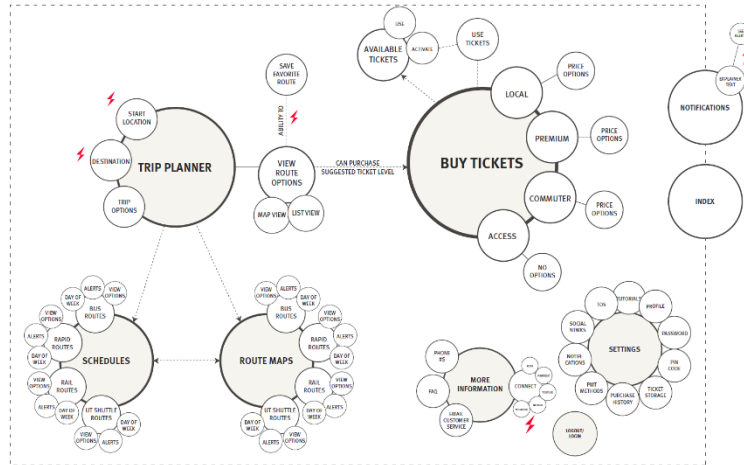 USE
AVAILABLE
TICKETS
ACTIVATE
USE
TICKETS
SAVE
FAVORITE
ROUTE
ABILITY TO
START
LOCATION
DESTINATION
TRIP
OPTIONS
TRIP PLANNER
VIEW
ROUTE
OPTIONS
MAP VIEW
LIST VIEW
CAN PURCHASE
SUGGESTED TICKET LEVEL
BUY TICKETS
LOCAL
PRICE
OPTIONS
PREMIUM
PRICE
OPTIONS
COMMUTER
PRICE
OPTIONS
ACCESS
NO
OPTIONS
EXPLAINER
TEXT
NOTIFICATIONS
INDEX
SCHEDULES
BUS
ROUTES
VIEW
OPTIONS
ALERTS
DAY OF
WEEK
RAPID
ROUTES
VIEW
OPTIONS
ALERTS
DAY OF
WEEK
RAIL
ROUTES
VIEW
OPTIONS
ALERTS
DAY OF
WEEK
UT SHUTTLE
ROUTES
VIEW
OPTIONS
ALERTS
DAY OF
WEEK
ROUTE MAPS
BUS
ROUTES
VIEW
OPTIONS
ALERTS
DAY OF
WEEK
RAPID
ROUTES
VIEW
OPTIONS
ALERTS
DAY OF
WEEK
RAIL
ROUTES
VIEW
OPTIONS
ALERTS
DAY OF
WEEK
UT SHUTTLE
ROUTES
VIEW
OPTIONS
ALERTS
DAY OF
WEEK
MORE
INFORMATION
PHONE
#S
FAQ
EMAIL
CUSTOMER
SERVICE
CONNECT
SETTINGS
TOS
TUTORIALS
PROFILE
PASSWORD
PIN
CODE
TICKET
STORAGE
PURCHASE
HISTORY
PMT
METHODS
NOTIFI-
CATIONS
SOCIAL
NTWKS
LOGOUT/
LOGIN